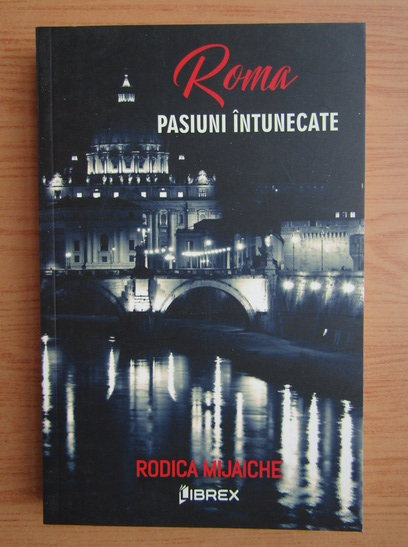 Roma
PASIUNI ÎNTUNECATE
RODICA MIJAICHE
LIBREX